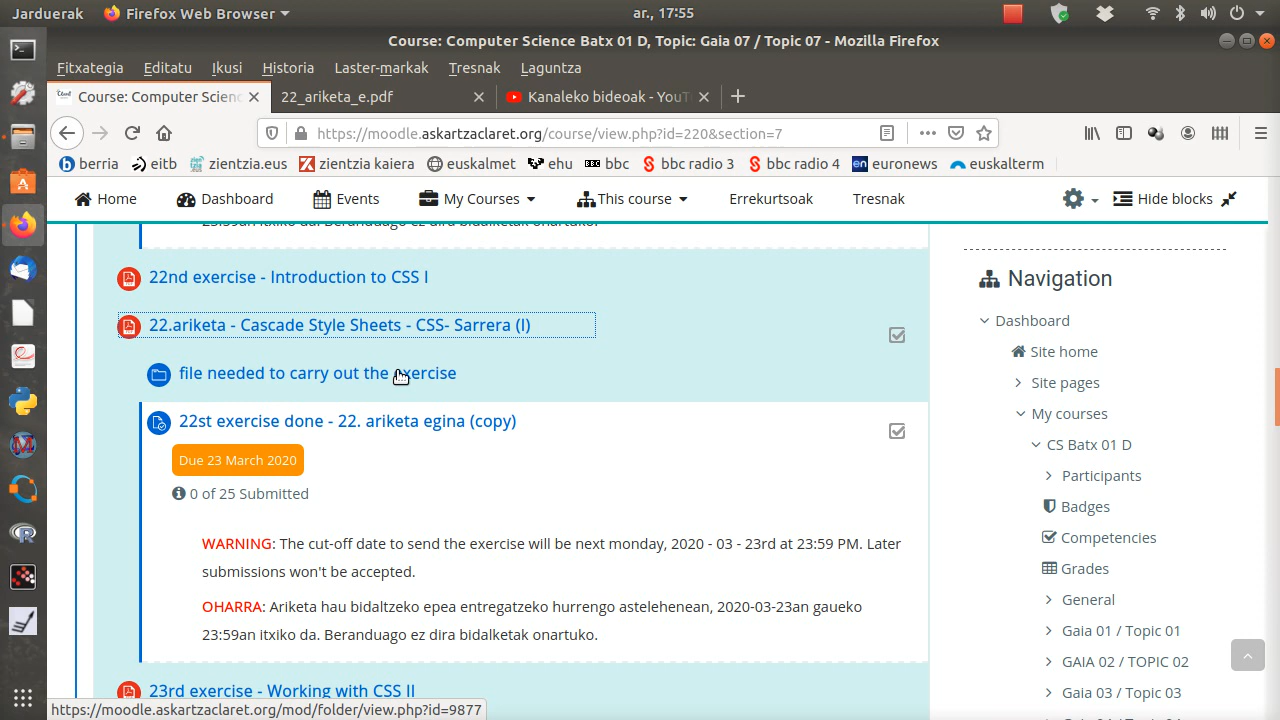 Jarduerak
Firefox Web Browser
ar., 17:55
Course: Computer Science Batx 01 D, Topic: Gaia 07 / Topic 07 - Mozilla Firefox
Fitxategia Editatu Ikusi Historia Laster-markak Tresnak Laguntza
Course: Computer Scienc
22_ariketa_e.pdf
Kanaleko bideoak - YouT
https://moodle.askartzaclaret.org/course/view.php?id=220&section=7
berria eitb zientzia.eus zientzia kaiera euskalmet ehu bbc bbc radio 3 bbc radio 4 euronews euskalterm
Home Dashboard Events My Courses This course Errekurtsoak Tresnak Hide blocks
23:59an itxiko da. Beranduago ez dira bidalketak onartuko.
22nd exercise - Introduction to CSS I
22.ariketa - Cascade Style Sheets - CSS- Sarrera (I)
file needed to carry out the exercise
22st exercise done - 22. ariketa egina (copy)
Due 23 March 2020
0 of 25 Submitted
WARNING: The cut-off date to send the exercise will be next monday, 2020 - 03 - 23rd at 23:59 PM. Later
submissions won't be accepted.
OHARRA: Ariketa hau bidaltzeko epea entregatzeko hurrengo astelehenean, 2020-03-23an gaueko
23:59an itxiko da. Beranduago ez dira bidalketak onartuko.
23rd exercise - Working with CSS II
https://moodle.askartzaclaret.org/mod/folder/view.php?id=9877
Navigation
Dashboard
Site home
Site pages
My courses
CS Batx 01 D
Participants
Badges
Competencies
Grades
General
Gaia 01 / Topic 01
GAIA 02 / TOPIC 02
Gaia 03 / Topic 03